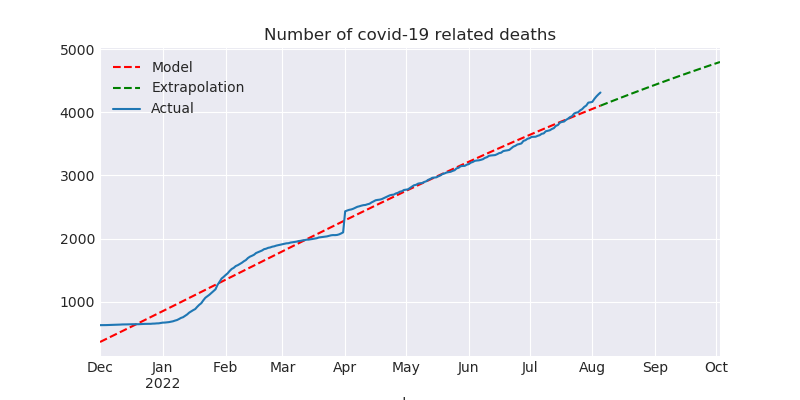 Number of covid-19 related deaths
5000
4000
3000
2000
1000
Model
Extrapolation
Actual
Dec Jan Feb Mar Apr May Jun Jul Aug Sep Oct
2022